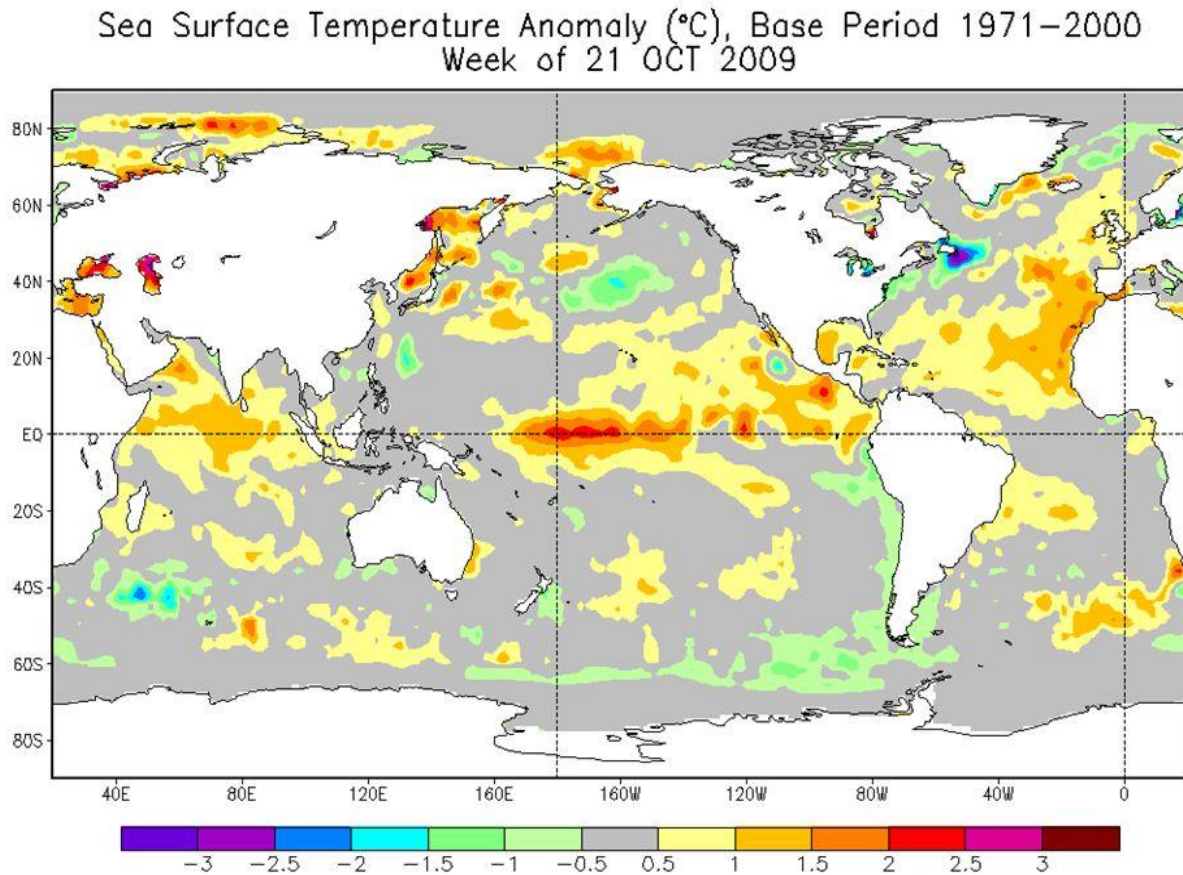 Sea Surface Temperature Anomaly (°C), Base Period 1971−2000
Week of 21 OCT 2009
80N
60N
40N
20N
EQ
20S
40S
60S
80S
40E 80E 120E 160E 160W 120W 80W 40W 0
−3 −2.5 −2 −1.5 −1 −0.5 0.5 1 1.5 2 2.5 3